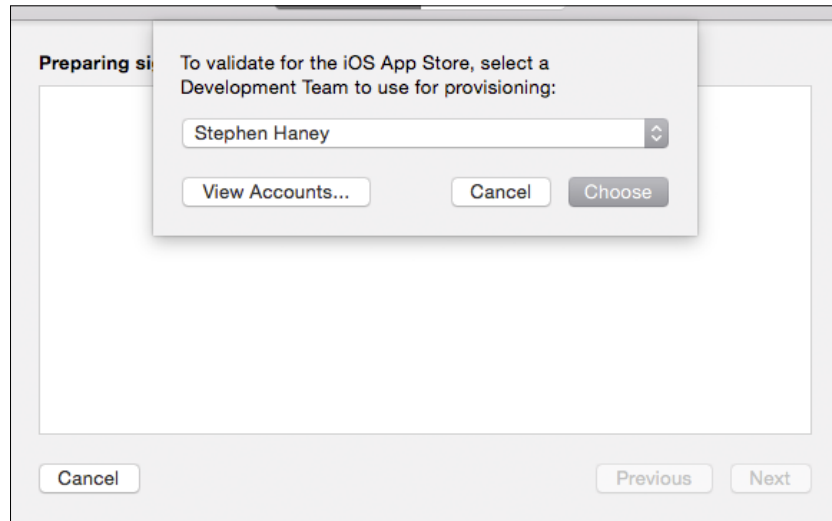 To validate for the iOS App Store, select a
Development Team to use for provisioning:
Preparing
Stephen Haney
View Accounts...
Cancel
Choose
Cancel
Previous
Next